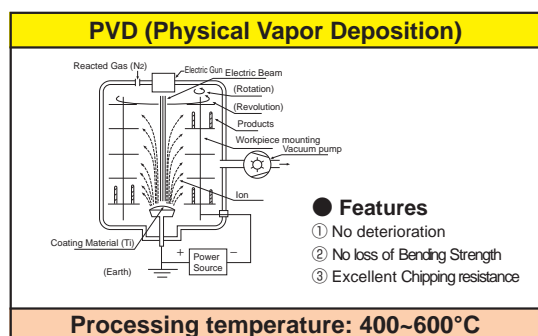 PVD (Physical Vapor Deposition)
Reacted Gas (N2)
Electric Gun
Electric Beam
(Rotation)
(Revolution)
Products
Workpiece mounting
Vacuum pump
Ion
Coating Material (Ti)
(Earth)
+
−
Power
Source
● Features
① No deterioration
② No loss of Bending Strength
③ Excellent Chipping resistance
Processing temperature: 400~600°C